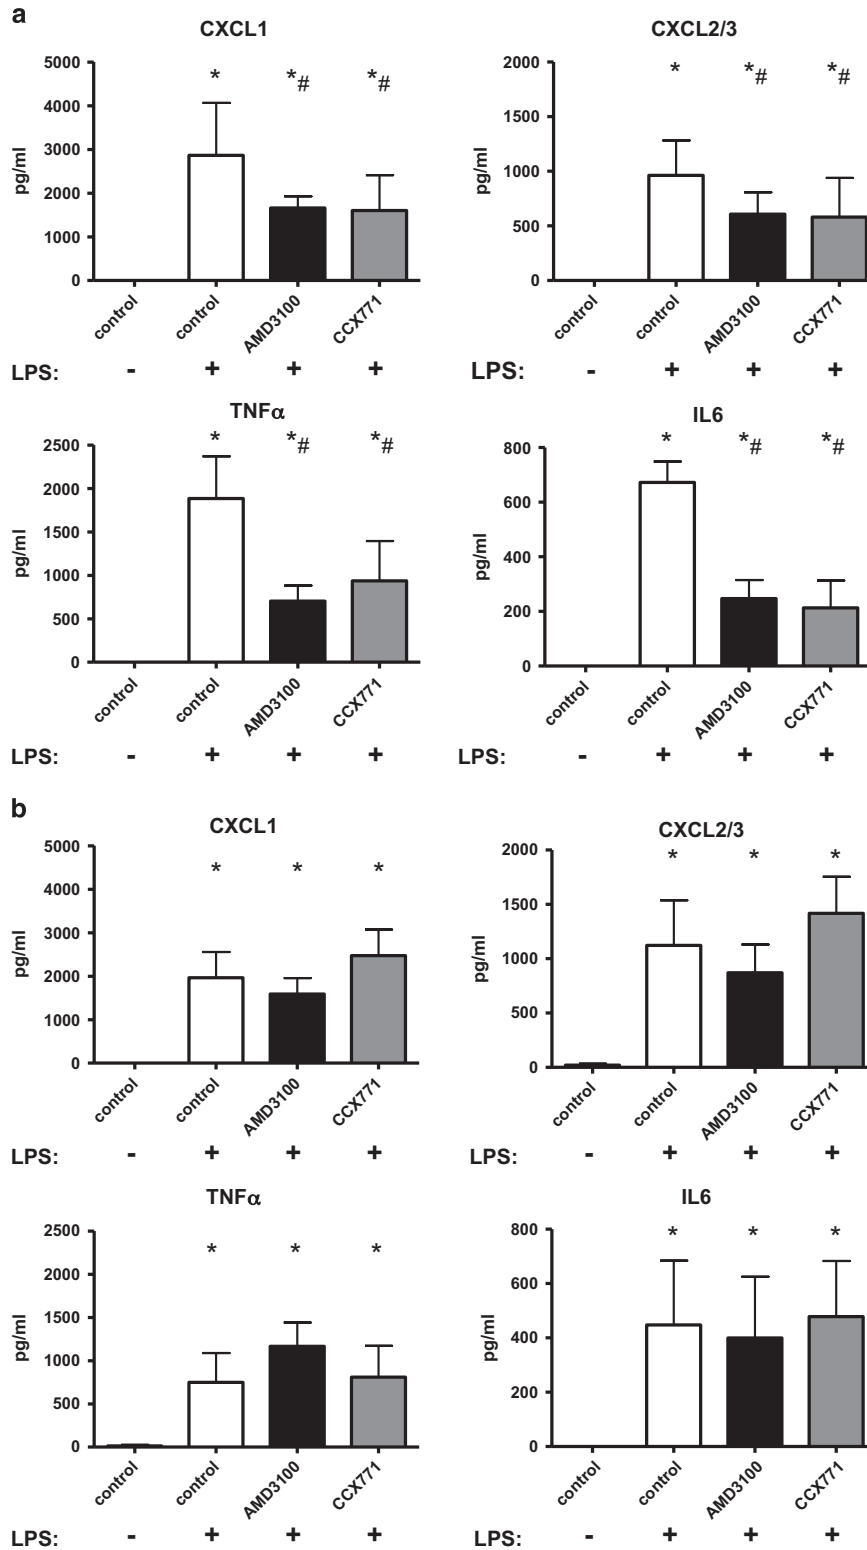 a
CXCL1
CXCL2/3
pg/ml
5000
4000
3000
2000
1000
0
* *# *#
control control AMD3100 CCX771
LPS: - + + +
pg/ml
2000
1500
1000
500
0
* *# *#
control control AMD3100 CCX771
LPS: - + + +
TNFα
IL6
pg/ml
2500
2000
1500
1000
500
0
* *# *#
control control AMD3100 CCX771
LPS: - + + +
pg/ml
800
600
400
200
0
* *# *#
control control AMD3100 CCX771
LPS: - + + +
b
CXCL1
CXCL2/3
pg/ml
5000
4000
3000
2000
1000
0
* * *
control control AMD3100 CCX771
LPS: - + + +
pg/ml
2000
1500
1000
500
0
* * *
control control AMD3100 CCX771
LPS: - + + +
TNFα
IL6
pg/ml
2500
2000
1500
1000
500
0
* * *
control control AMD3100 CCX771
LPS: - + + +
pg/ml
800
600
400
200
0
* * *
control control AMD3100 CCX771
LPS: - + + +